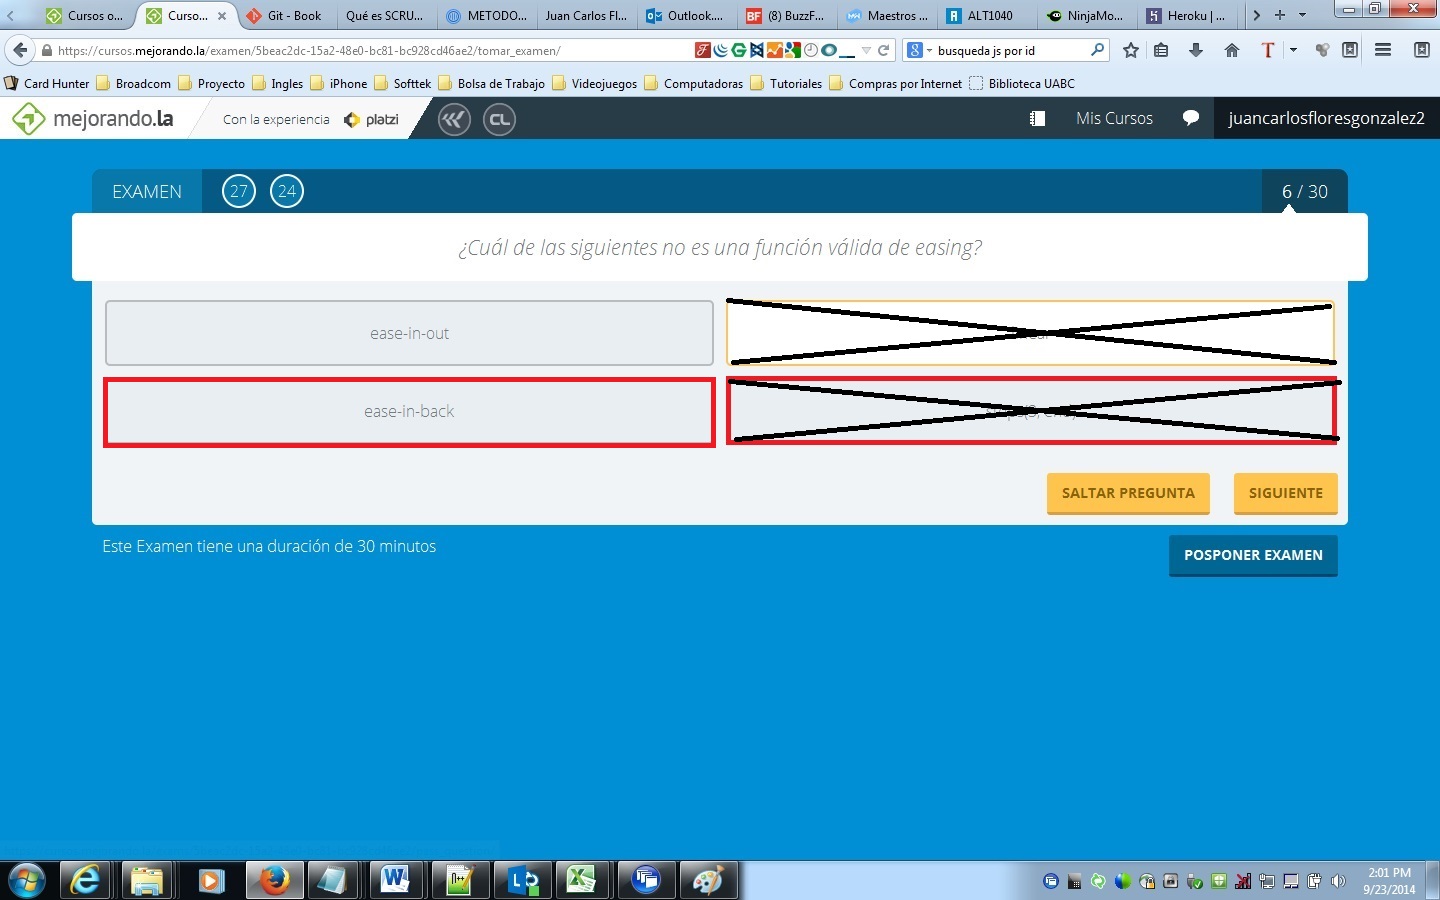 Cursos o...
Curso...
Git - Book
Qué es SCRU...
METODO...
Juan Carlos Fl...
Outlook....
(8) BuzzF...
Maestros ...
ALT1040
NinjaMo...
Heroku | ...
https://cursos.mejorando.la/examen/5beac2dc-15a2-48e0-bc81-bc928cd46ae2/tomar_examen/
busqueda js por id
Card Hunter
Broadcom
Proyecto
Ingles
iPhone
Softtek
Bolsa de Trabajo
Videojuegos
Computadoras
Tutoriales
Compras por Internet
Biblioteca UABC
mejorando.la
Con la experiencia
platzi
CL
Mis Cursos
juancarlosfloresgonzalez2
EXAMEN
27
24
6 / 30
¿Cuál de las siguientes no es una función válida de easing?
ease-in-out
ease-in-back
SALTAR PREGUNTA
SIGUIENTE
Este Examen tiene una duración de 30 minutos
POSPONER EXAMEN
2:01 PM
9/23/2014